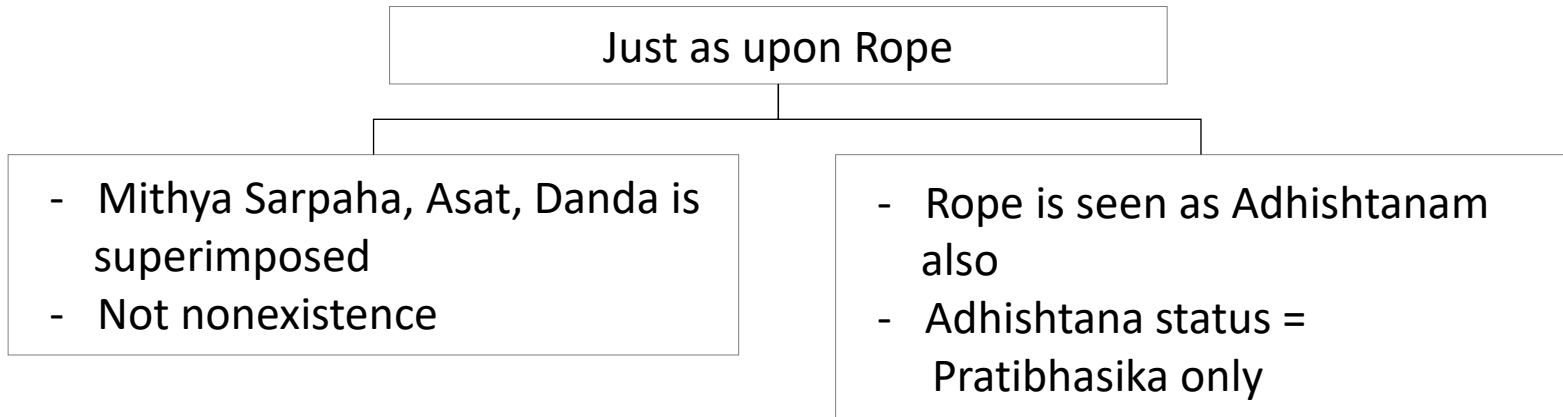 Just as upon Rope
- Mithya Sarpaha, Asat, Danda is
superimposed
- Not nonexistence
- Rope is seen as Adhishtanam
also
- Adhishtana status =
Pratibhasika only